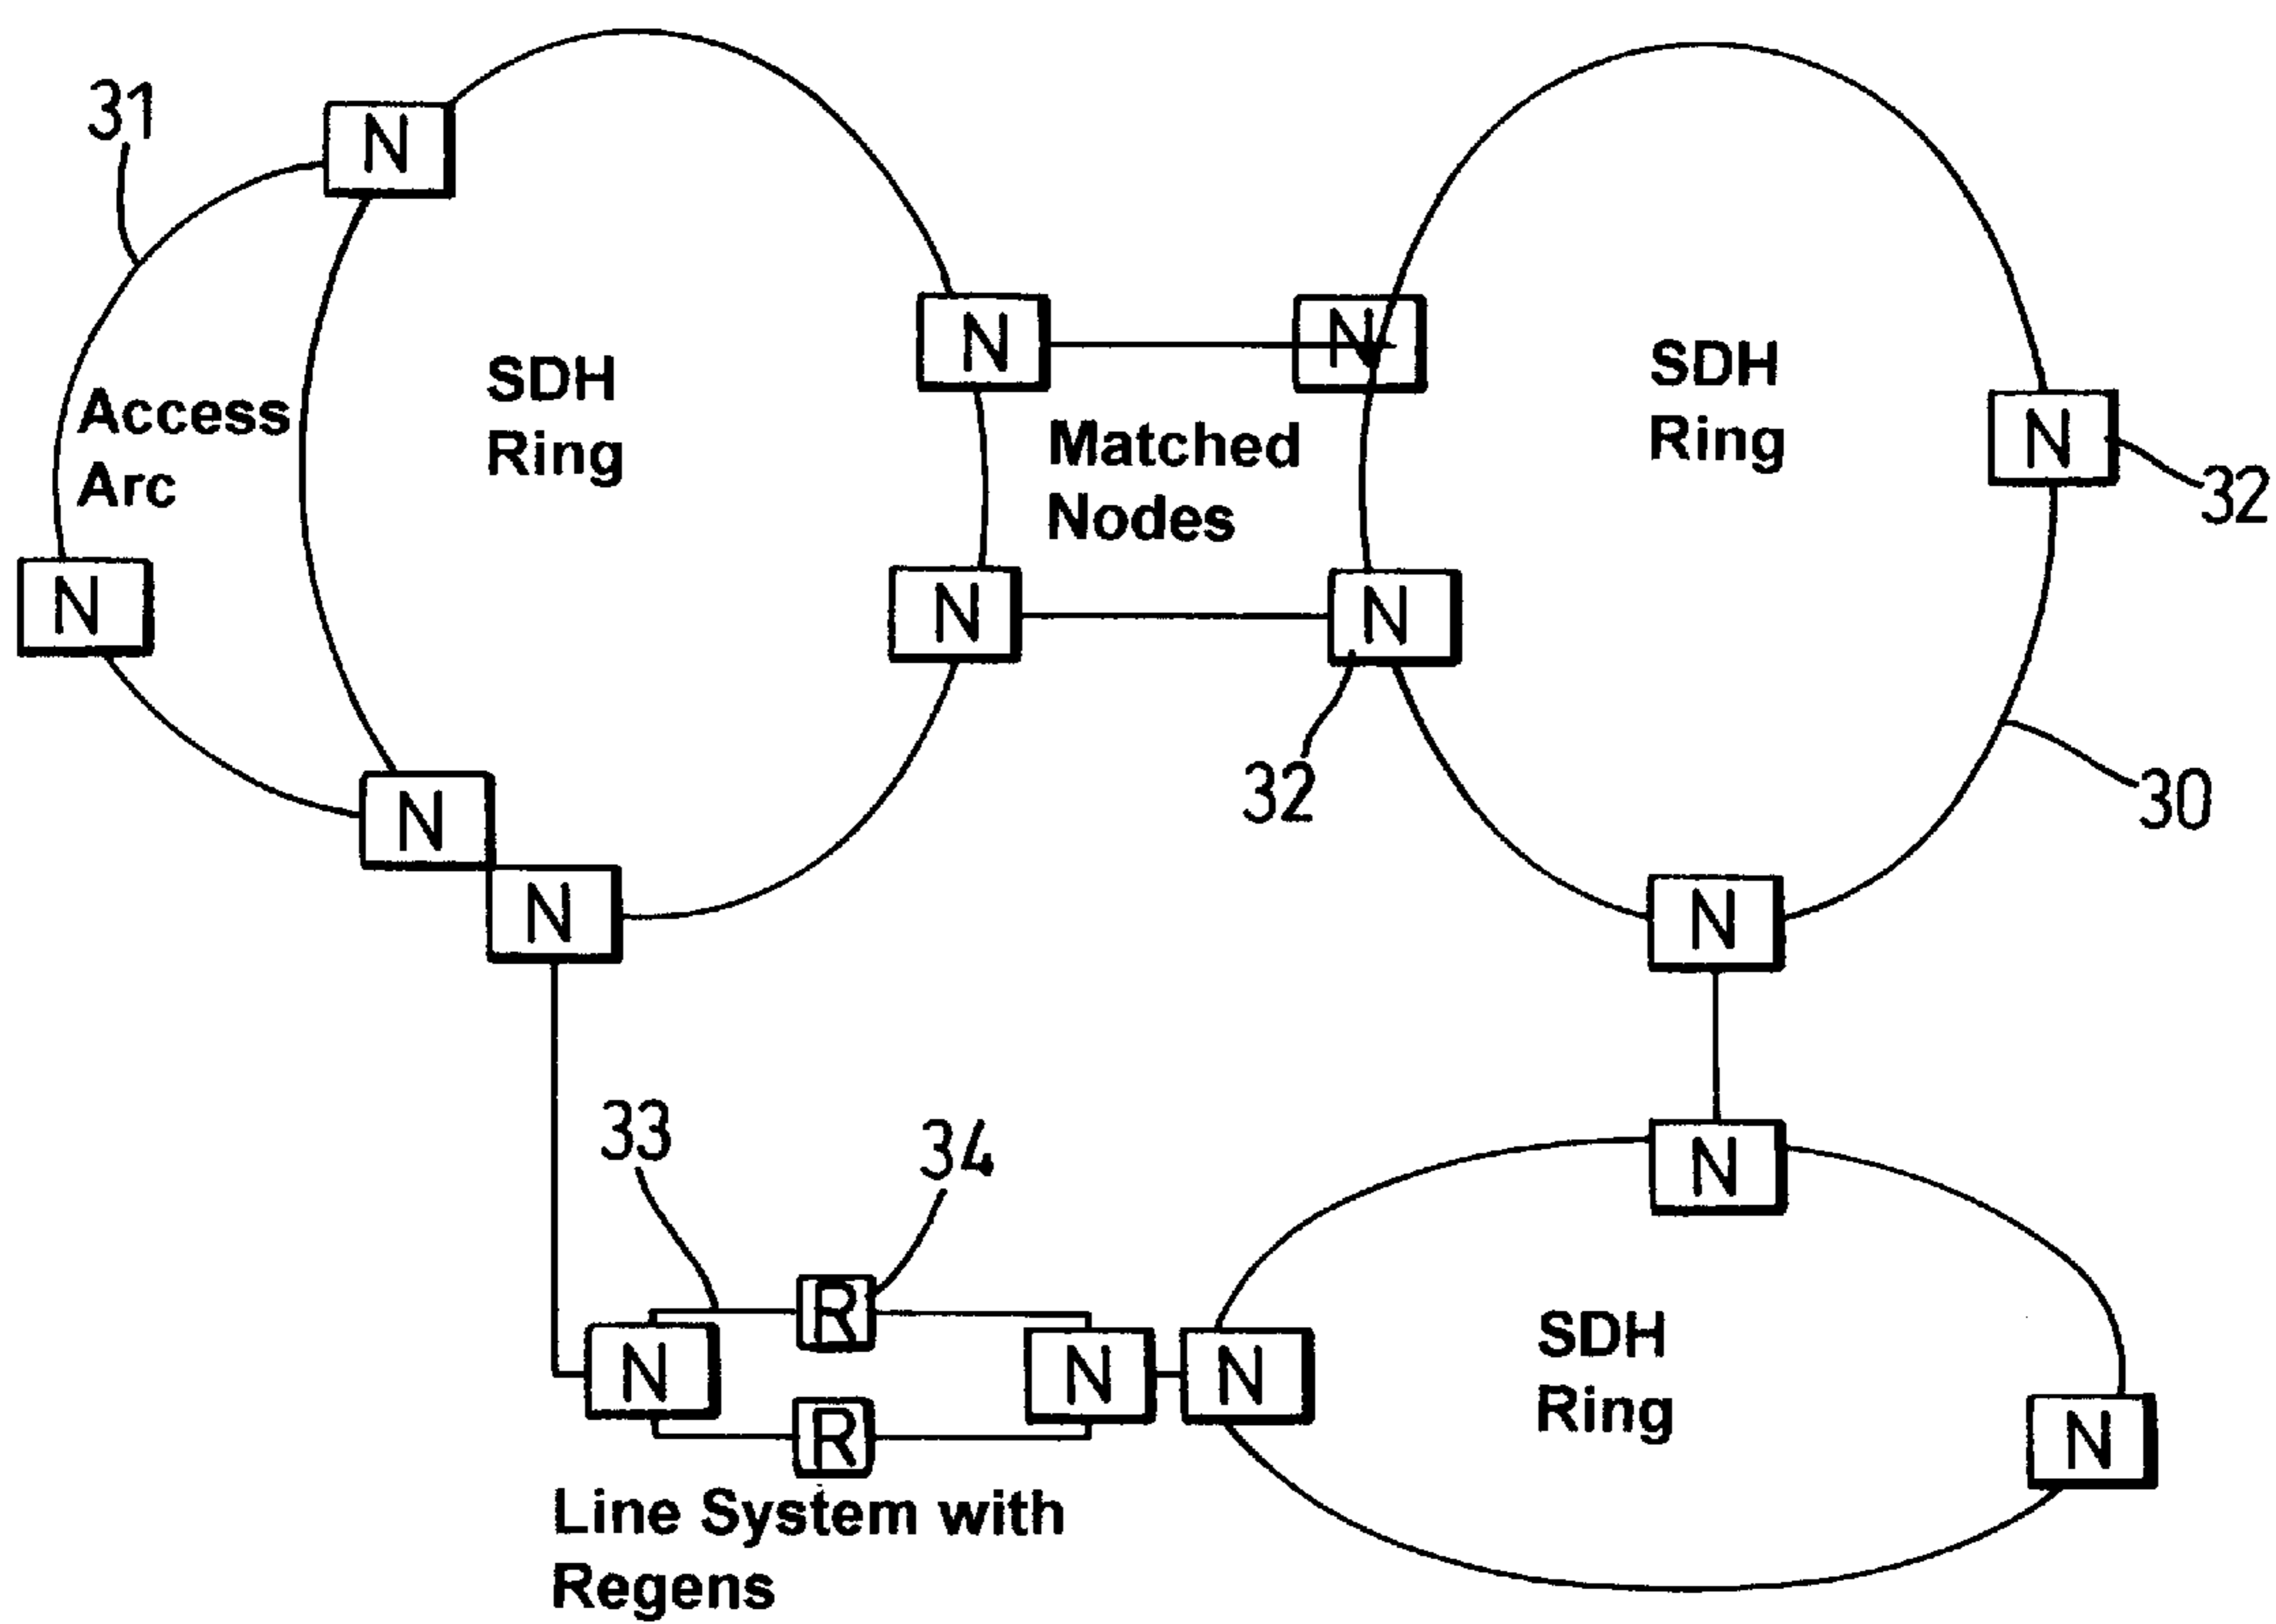 31
N
N
N
SDH
Ring
SDH
Ring
Access
Arc
Matched
Nodes
N
32
N
N
N
32
30
N
N
N
33
34
N
R
N
R
N
N
SDH
Ring
N
Line System with
Regens